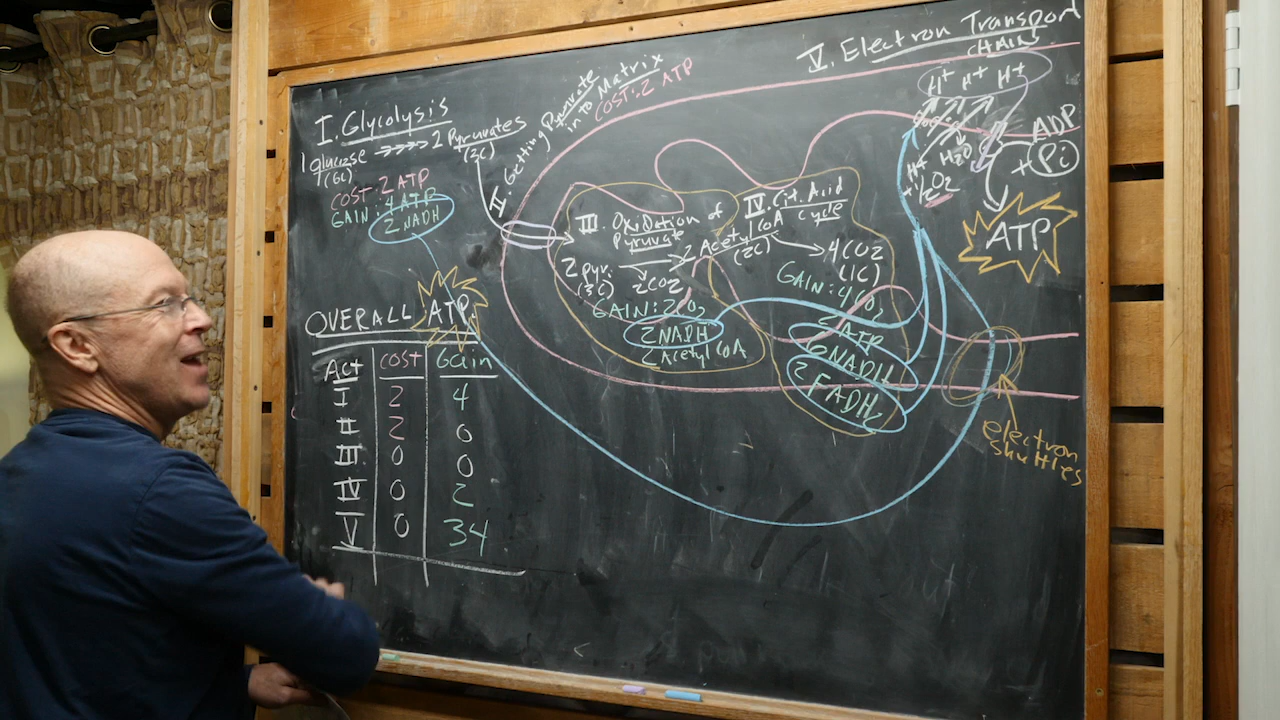 I. Glycolysis
1 glucose →→→→ 2 Pyruvates
(6C) (2C)
COST: 2 ATP
GAIN: 4 ATP
2 NADH
II. Getting Pyruvate
into Matrix
COST: 2 ATP
III. Oxidation of
Pyruvate
2 Pyr. → 2 Acetyl CoA
(3C) 2CO2 (2C)
GAIN: 2
2NADH
2 Acetyl CoA
IV. Cit. Acid
Cycle
→ 4CO2
(1C)
GAIN: 4
2 ATP
6 NADH
2 FADH2
V. Electron Transport
CHAINS
H+ H+ H+
H+
H2O
+ ½O2
ADP
+ Pi
ATP
electron
shuttles
OVERALL ATP:
Act COST Gain
I 2 4
II 2 0
III 0 0
IV 0 2
V 0 34